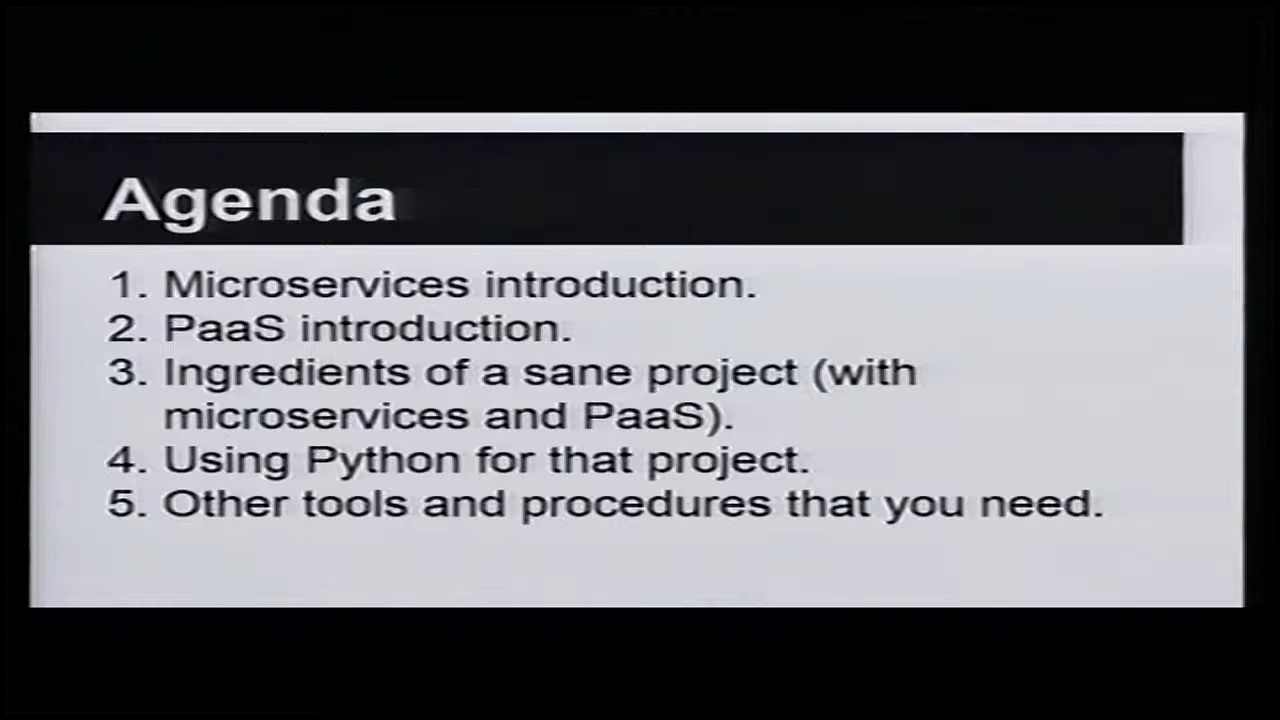 Agenda
1. Microservices introduction.
2. PaaS introduction.
3. Ingredients of a sane project (with
microservices and PaaS).
4. Using Python for that project.
5. Other tools and procedures that you need.